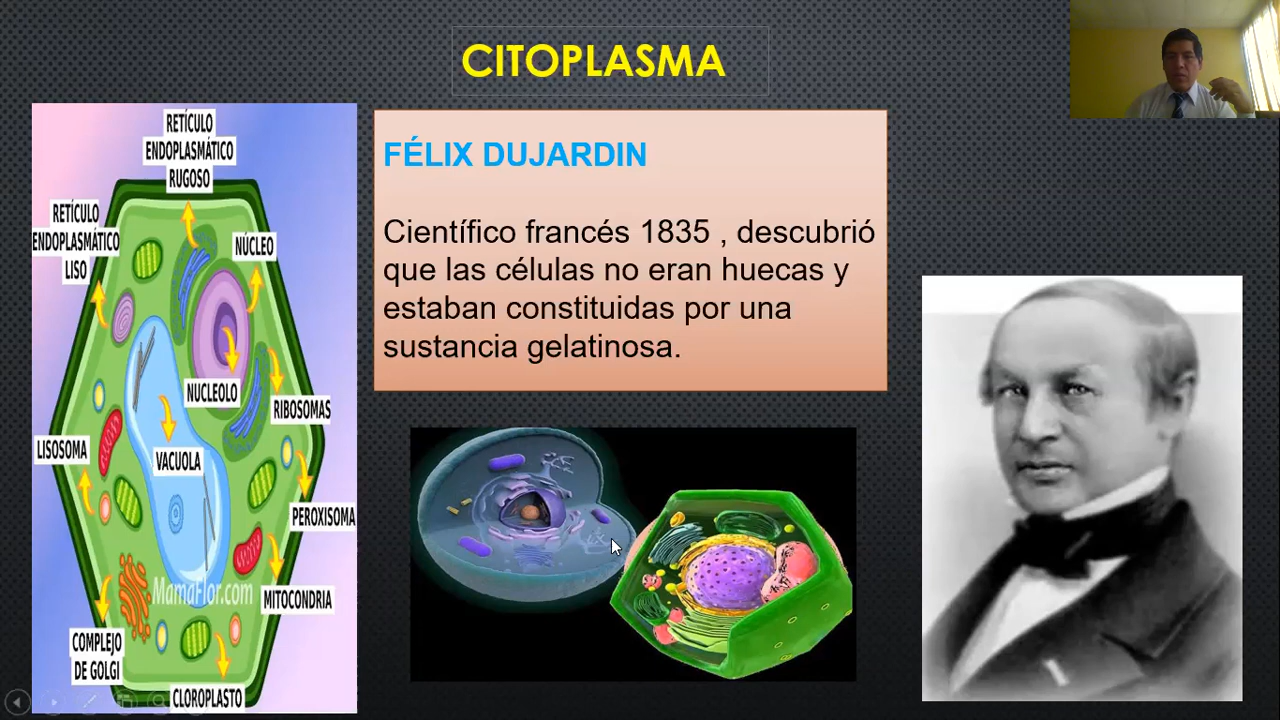 CITOPLASMA
RETÍCULO
ENDOPLASMÁTICO
RUGOSO
RETÍCULO
ENDOPLASMÁTICO
LISO
NÚCLEO
NUCLEOLO
RIBOSOMAS
LISOSOMA
VACUOLA
PEROXISOMA
MamaFlor.com
MITOCONDRIA
COMPLEJO
DE GOLGI
CLOROPLASTO
FÉLIX DUJARDIN
Científico francés 1835 , descubrió
que las células no eran huecas y
estaban constituidas por una
sustancia gelatinosa.